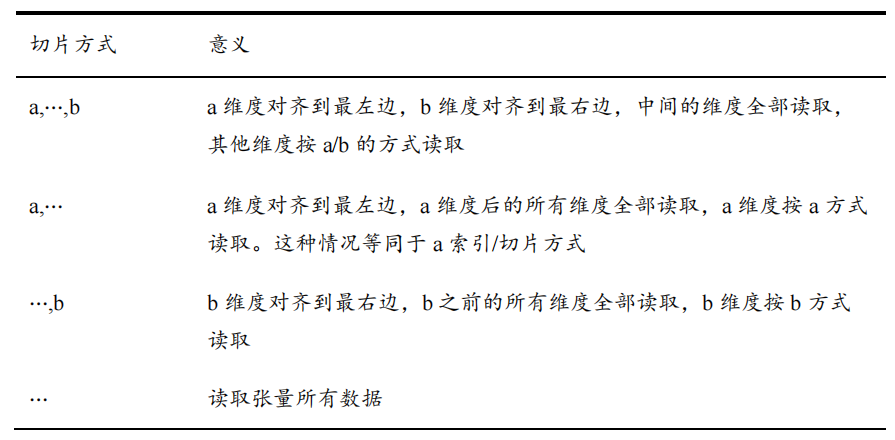 切片方式 意义
a,⋯,b a 维度对齐到最左边，b 维度对齐到最右边，中间的维度全部读取，
其他维度按 a/b 的方式读取
a,⋯ a 维度对齐到最左边，a 维度后的所有维度全部读取，a 维度按 a 方式
读取。这种情况等同于 a 索引/切片方式
⋯,b b 维度对齐到最右边，b 之前的所有维度全部读取，b 维度按 b 方式
读取
⋯ 读取张量所有数据